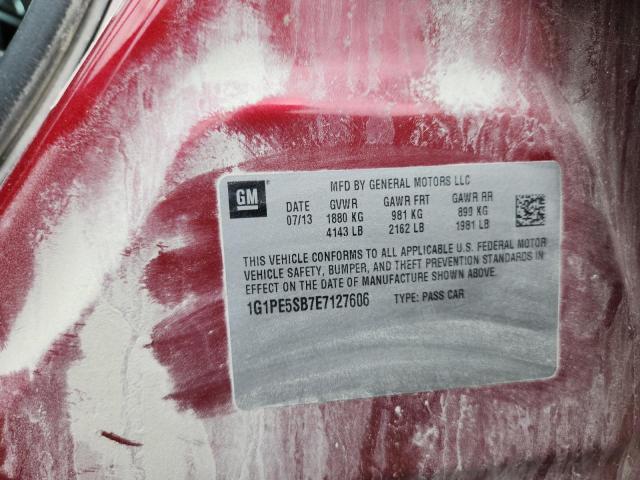 GM
MFD BY GENERAL MOTORS LLC
DATE GVWR GAWR FRT GAWR RR
07/13 1880 KG 981 KG 899 KG
4143 LB 2162 LB 1981 LB
THIS VEHICLE CONFORMS TO ALL APPLICABLE U.S. FEDERAL MOTOR
VEHICLE SAFETY, BUMPER, AND THEFT PREVENTION STANDARDS IN
EFFECT ON THE DATE OF MANUFACTURE SHOWN ABOVE.
1G1PE5SB7E7127606 TYPE: PASS CAR